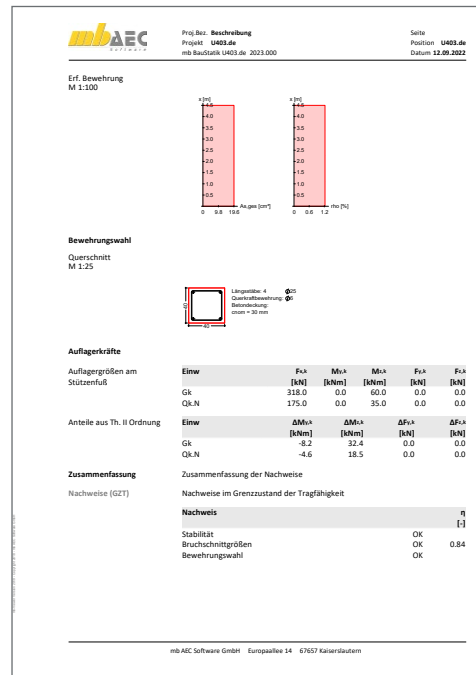 mbAEC
Software
Proj.Bez. Beschreibung
Projekt U403.de
mb BauStatik U403.de 2023.000
Seite
Position U403.de
Datum 12.09.2022
Erf. Bewehrung
M 1:100
x [m] x [m]
4.5 4.5
4.0 4.0
3.5 3.5
3.0 3.0
2.5 2.5
2.0 2.0
1.5 1.5
1.0 1.0
0.5 0.5
As,ges [cm²] rho [%]
0 9.8 19.6 0 0.6 1.2
Bewehrungswahl
Querschnitt
M 1:25
Längsstäbe: 4 ϕ25
Querkraftbewehrung: ϕ6
Betondeckung:
cnom = 30 mm
40
40
Auflagerkräfte
Auflagergrößen am
Stützenfuß
Einw Fx,k My,k Mz,k Fy,k Fz,k
[kN] [kNm] [kNm] [kN] [kN]
Gk 318.0 0.0 60.0 0.0 0.0
Qk.N 175.0 0.0 35.0 0.0 0.0
Anteile aus Th. II Ordnung
Einw ΔMy,k ΔMz,k ΔFy,k ΔFz,k
[kNm] [kNm] [kN] [kN]
Gk -8.2 32.4 0.0 0.0
Qk.N -4.6 18.5 0.0 0.0
Zusammenfassung Zusammenfassung der Nachweise
Nachweise (GZT) Nachweise im Grenzzustand der Tragfähigkeit
Nachweis η
[-]
Stabilität OK
Bruchschnittgrößen OK 0.84
Bewehrungswahl OK
mb AEC Software GmbH Europaallee 14 67657 Kaiserslautern